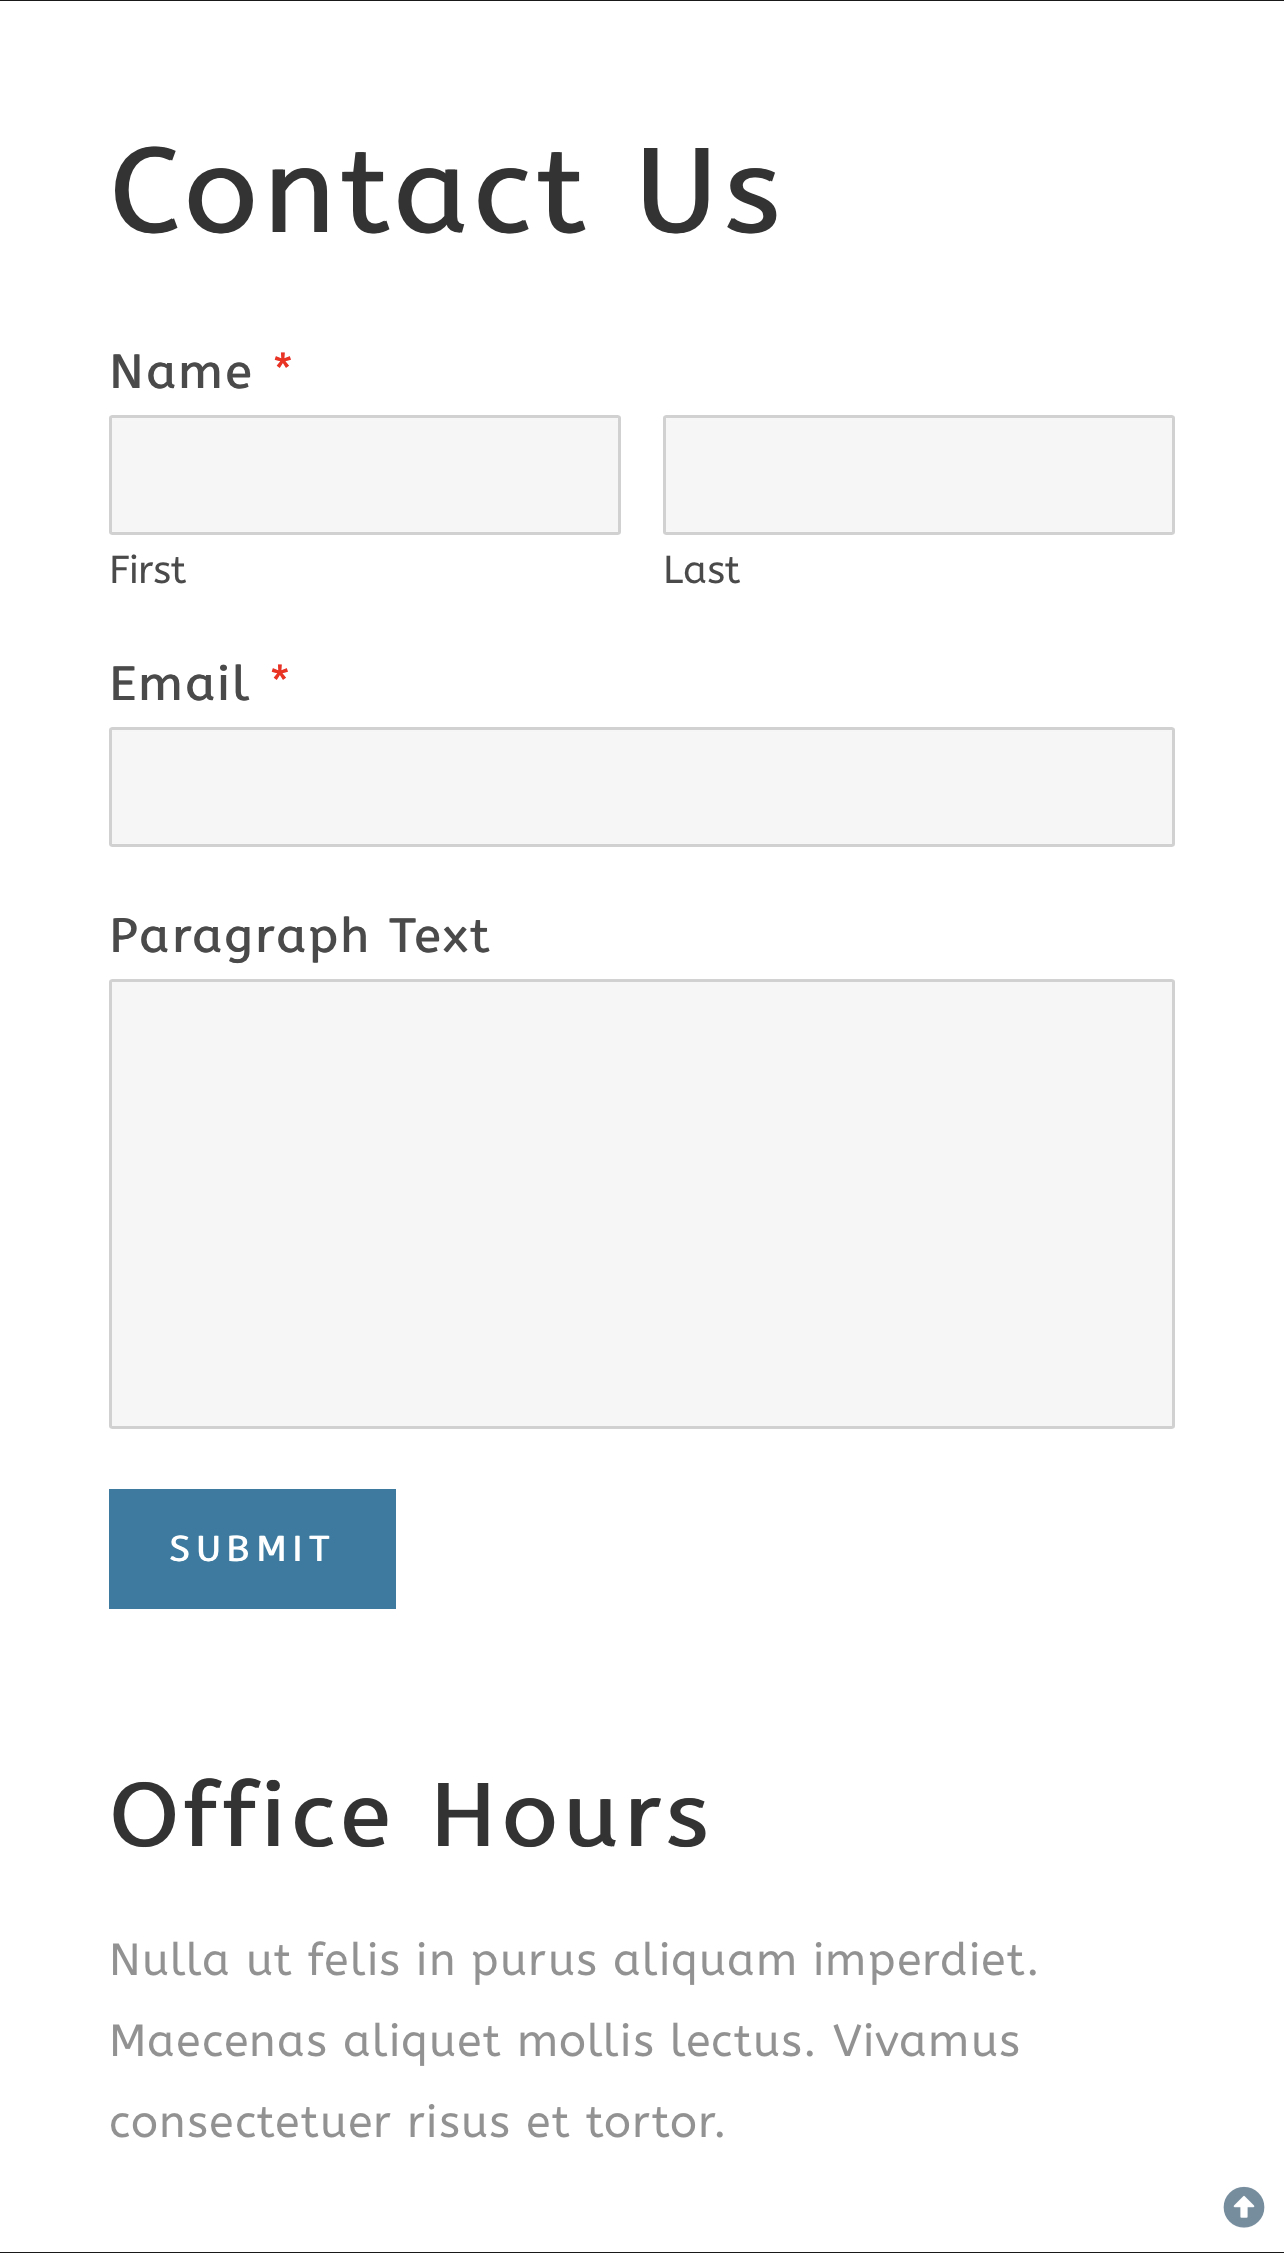 Contact Us
Name *
First
Last
Email *
Paragraph Text
SUBMIT
Office Hours
Nulla ut felis in purus aliquam imperdiet.
Maecenas aliquet mollis lectus. Vivamus
consectetuer risus et tortor.